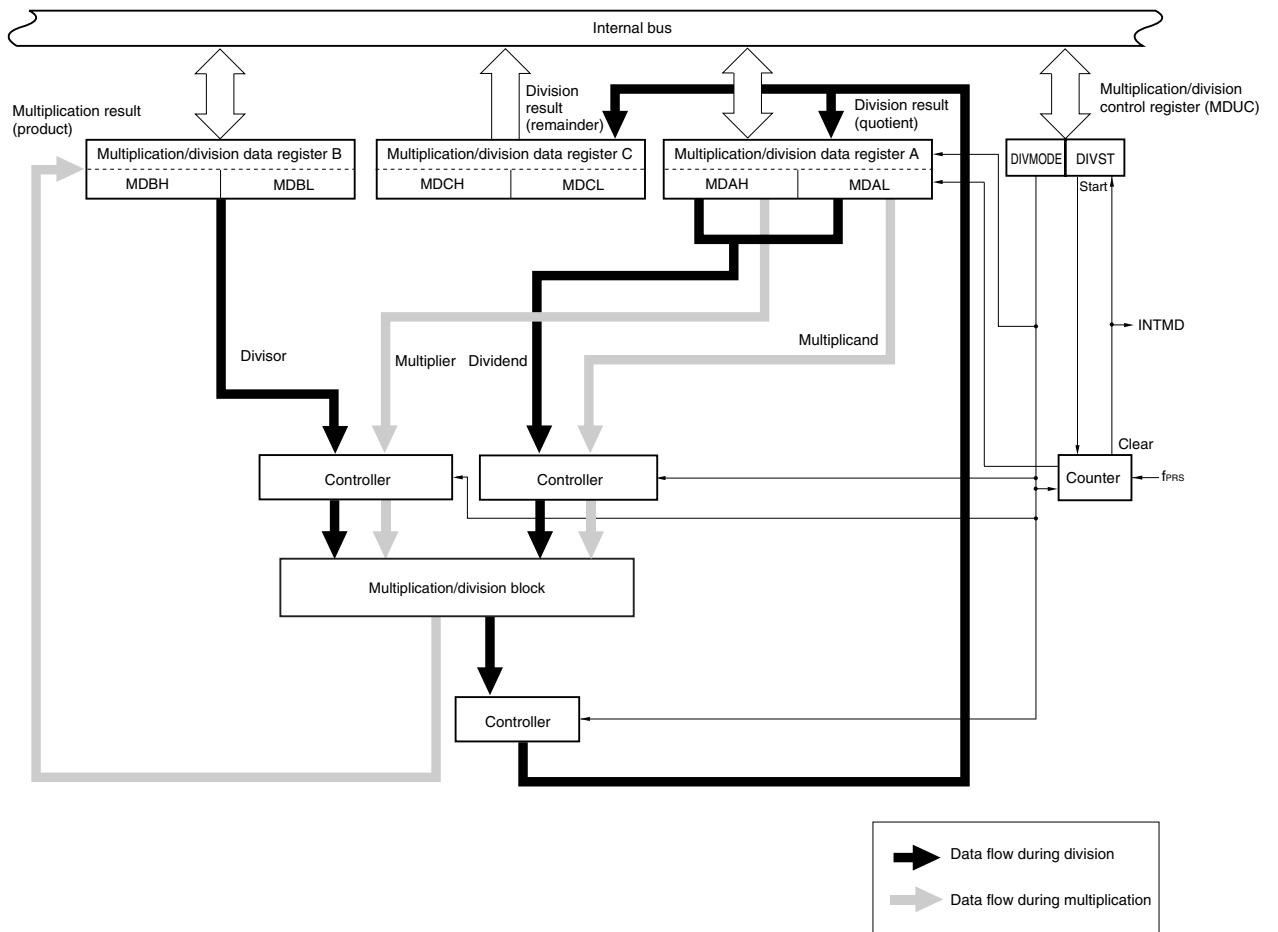 Internal bus
Multiplication result
(product)
Division
result
(remainder)
Division result
(quotient)
Multiplication/division
control register (MDUC)
Multiplication/division data register B
MDBH
MDBL
Multiplication/division data register C
MDCH
MDCL
Multiplication/division data register A
MDAH
MDAL
DIVMODE
DIVST
Start
INTMD
Divisor
Multiplier
Dividend
Multiplicand
Clear
Controller
Controller
Counter
fPRS
Multiplication/division block
Controller
Data flow during division
Data flow during multiplication